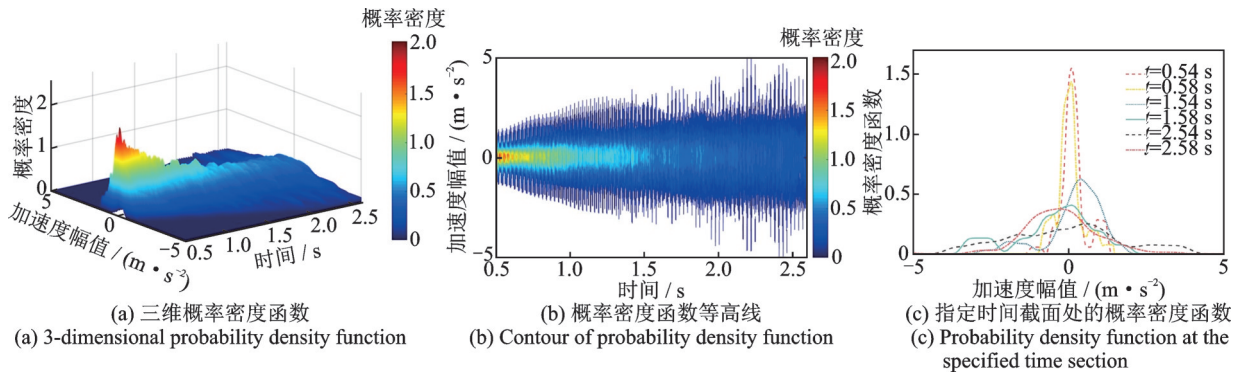 概率密度
2.0
1.5
1.0
0.5
0
概率密度
2
1
0
5
0
−5
加速度幅值 / (m · s⁻²)
0.5
1.0
1.5
2.0
2.5
时间 / s
(a) 三维概率密度函数
(a) 3-dimensional probability density function
概率密度
2.0
1.5
1.0
0.5
0
加速度幅值 / (m · s⁻²)
5
0
−5
0.5 1.0 1.5 2.0 2.5
时间 / s
(b) 概率密度函数等高线
(b) Contour of probability density function
概率密度函数
1.5
1.0
0.5
0
−5 0 5
加速度幅值 / (m · s⁻²)
t=0.54 s
t=0.58 s
t=1.54 s
t=1.58 s
t=2.54 s
t=2.58 s
(c) 指定时间截面处的概率密度函数
(c) Probability density function at the
specified time section